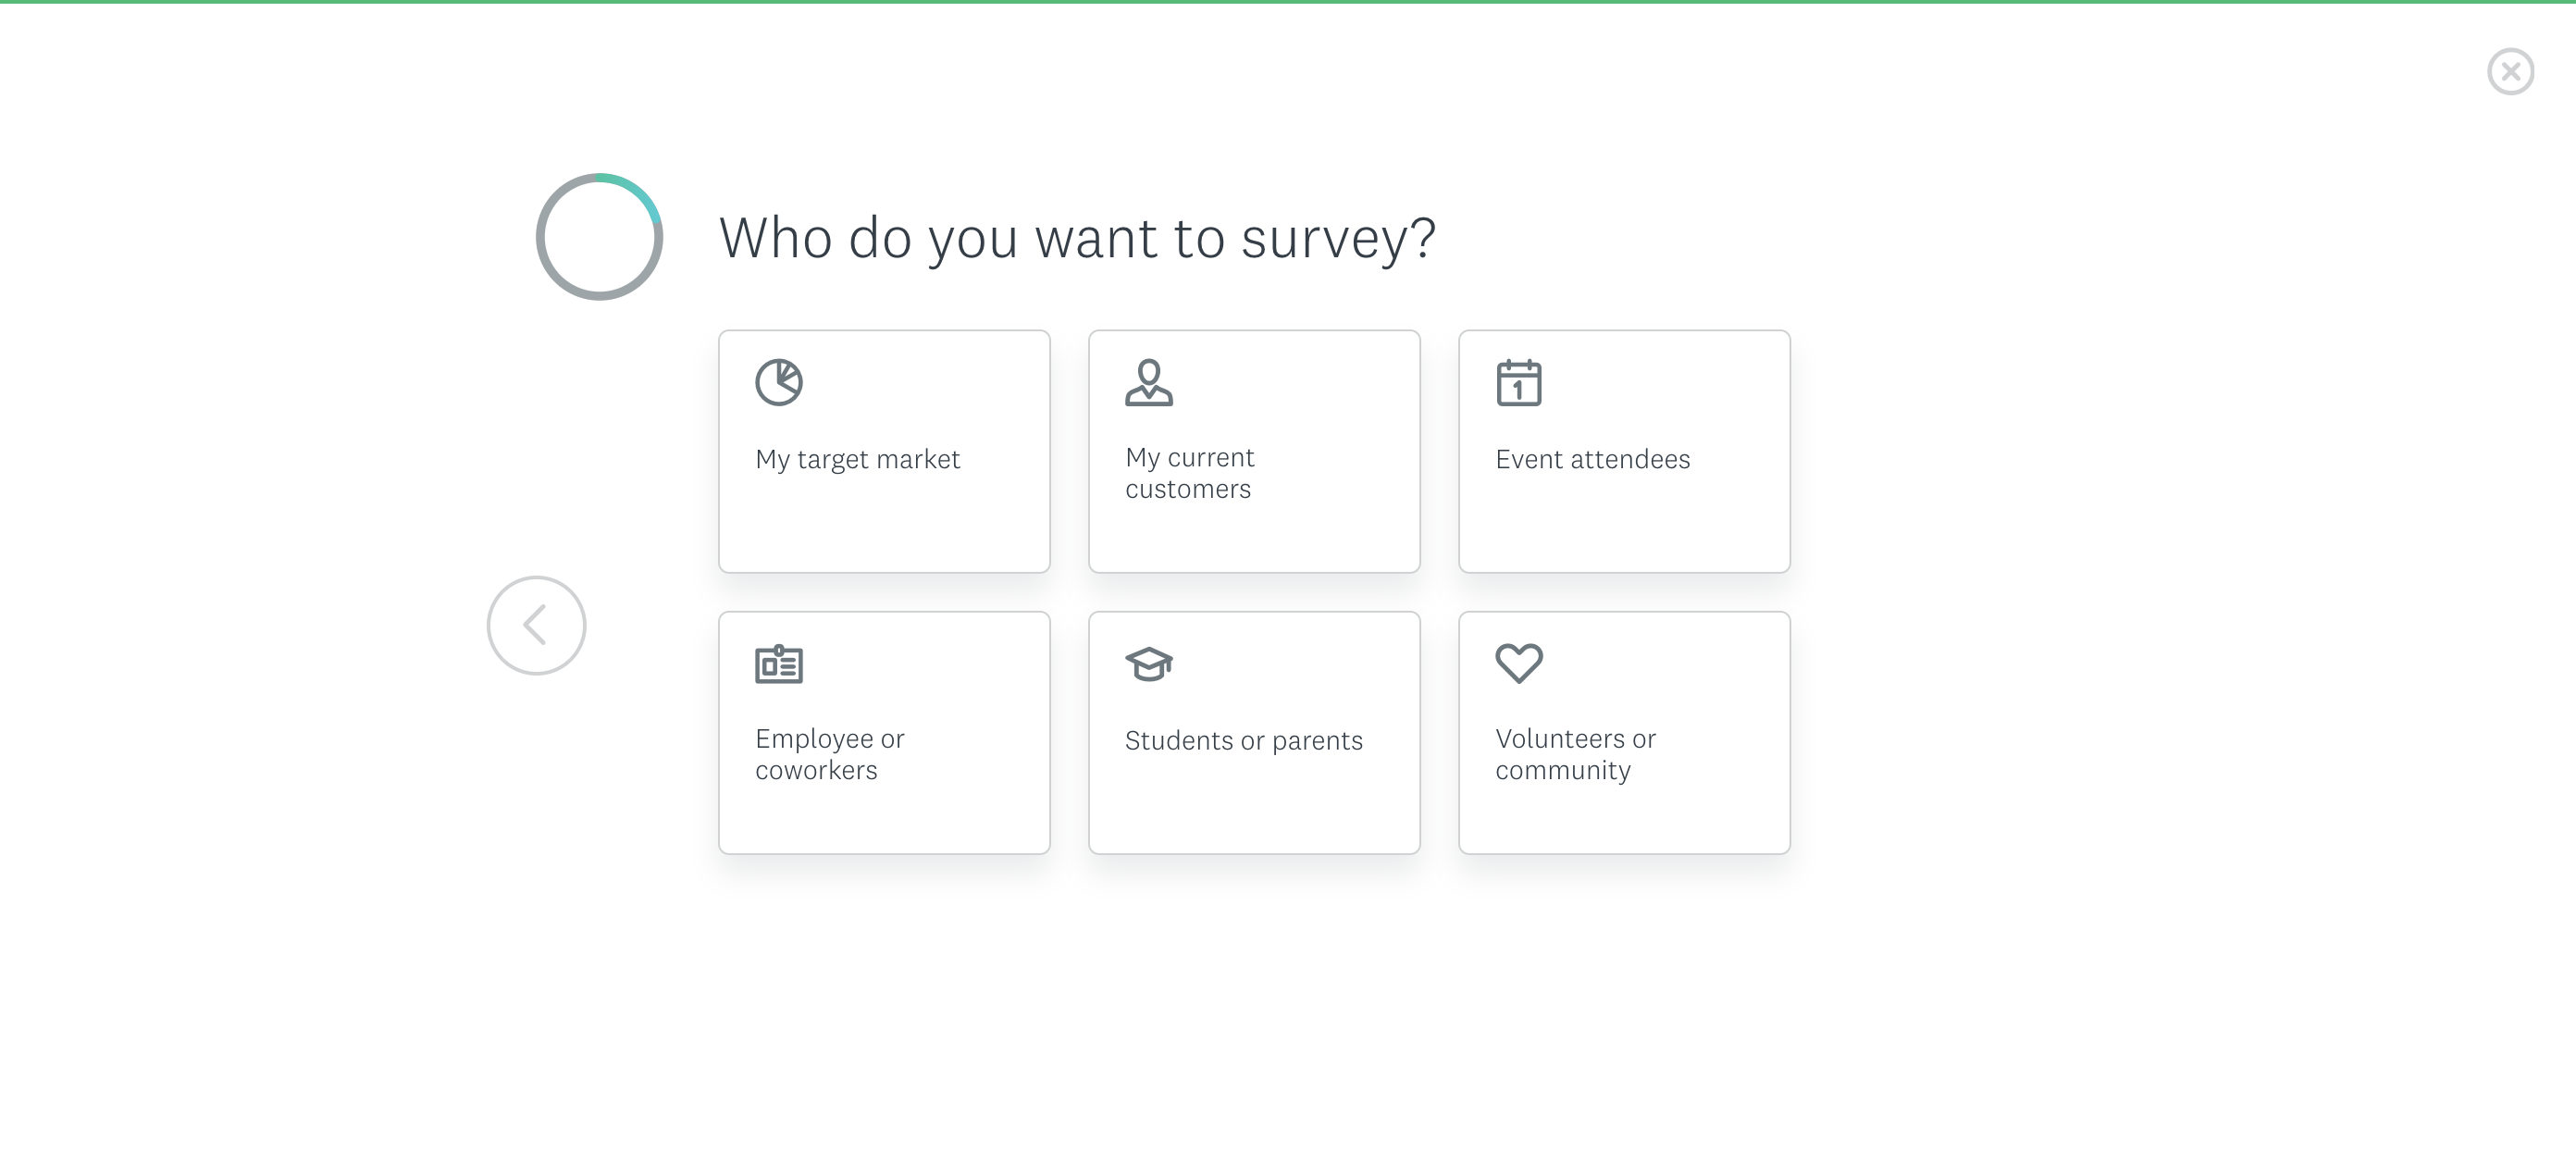 Who do you want to survey?
My target market
My current
customers
1
Event attendees
Employee or
coworkers
Students or parents
Volunteers or
community